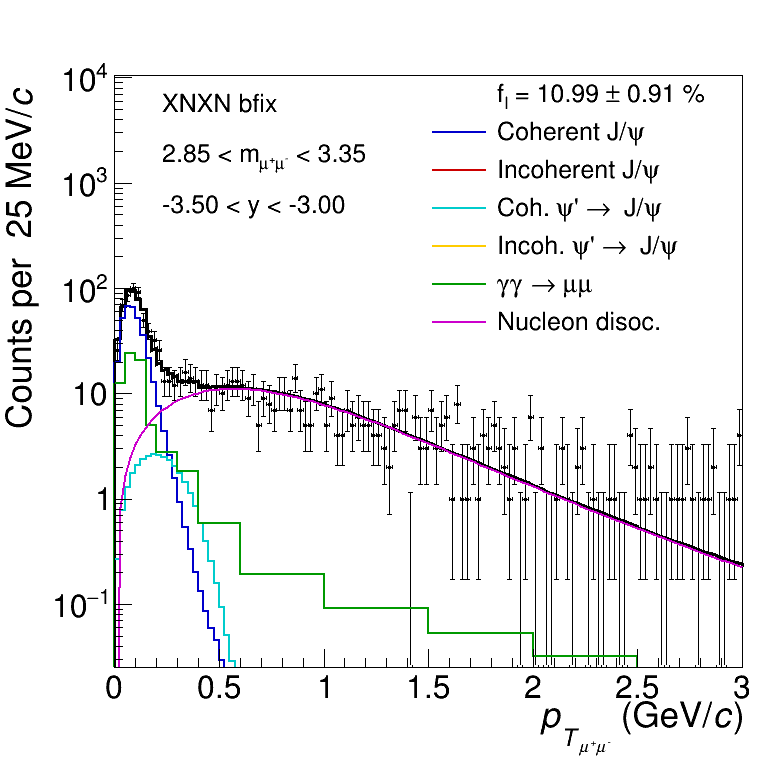 XNXN bfix
2.85 < mμ⁺μ⁻ < 3.35
-3.50 < y < -3.00
f_I = 10.99 ± 0.91 %
Coherent J/ψ
Incoherent J/ψ
Coh. ψ' → J/ψ
Incoh. ψ' → J/ψ
γγ → μμ
Nucleon disoc.
Counts per 25 MeV/c
10⁴
10³
10²
10
1
10⁻¹
0 0.5 1 1.5 2 2.5 3
p_T μ⁺μ⁻ (GeV/c)